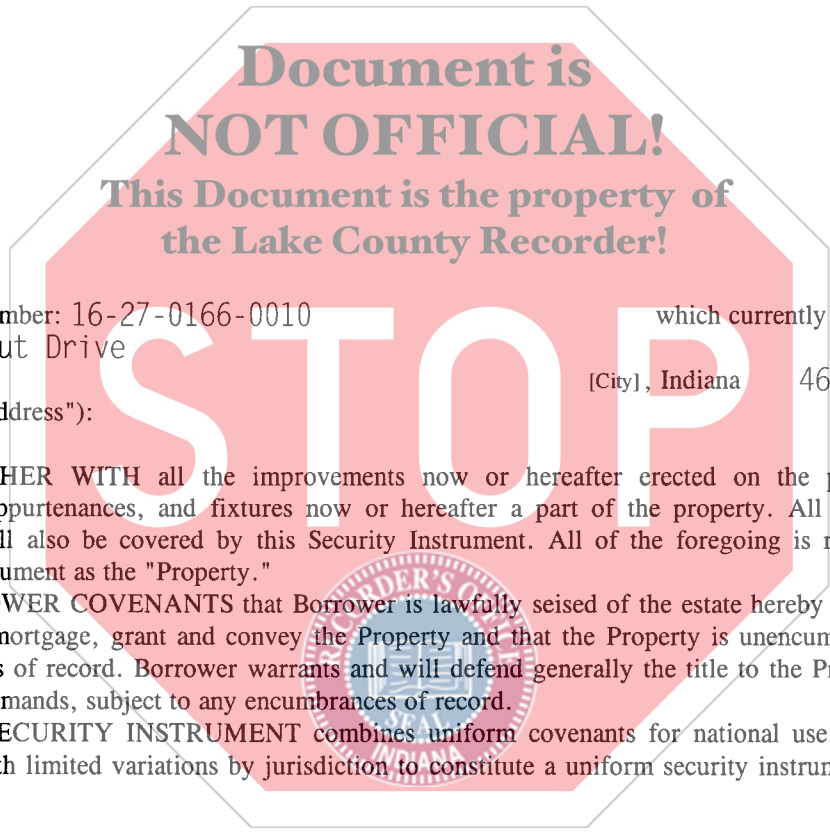 Document is
NOT OFFICIAL!
This Document is the property of
the Lake County Recorder!
STOP
mber: 16-27-0166-0010 which currently
ut Drive
[City] , Indiana 46
ddress"):
HER WITH all the improvements now or hereafter erected on the p
ppurtenances, and fixtures now or hereafter a part of the property. All
ll also be covered by this Security Instrument. All of the foregoing is r
ument as the "Property."
WER COVENANTS that Borrower is lawfully seised of the estate hereby
mortgage, grant and convey the Property and that the Property is unencum
s of record. Borrower warrants and will defend generally the title to the Pr
mands, subject to any encumbrances of record.
ECURITY INSTRUMENT combines uniform covenants for national use
th limited variations by jurisdiction to constitute a uniform security instrum
RECORDER'S OFFICE
SEAL
INDIANA